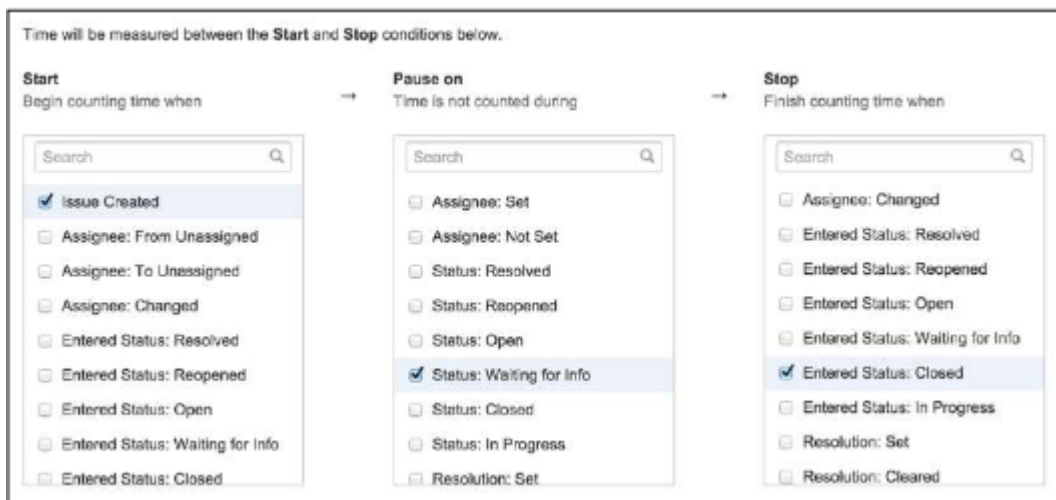 Time will be measured between the Start and Stop conditions below.
Start
Begin counting time when
→
Pause on
Time is not counted during
→
Stop
Finish counting time when
Search
Issue Created
Assignee: From Unassigned
Assignee: To Unassigned
Assignee: Changed
Entered Status: Resolved
Entered Status: Reopened
Entered Status: Open
Entered Status: Waiting for Info
Entered Status: Closed
Search
Assignee: Set
Assignee: Not Set
Status: Resolved
Status: Reopened
Status: Open
Status: Waiting for Info
Status: Closed
Status: In Progress
Resolution: Set
Search
Assignee: Changed
Entered Status: Resolved
Entered Status: Reopened
Entered Status: Open
Entered Status: Waiting for Info
Entered Status: Closed
Entered Status: In Progress
Resolution: Set
Resolution: Cleared